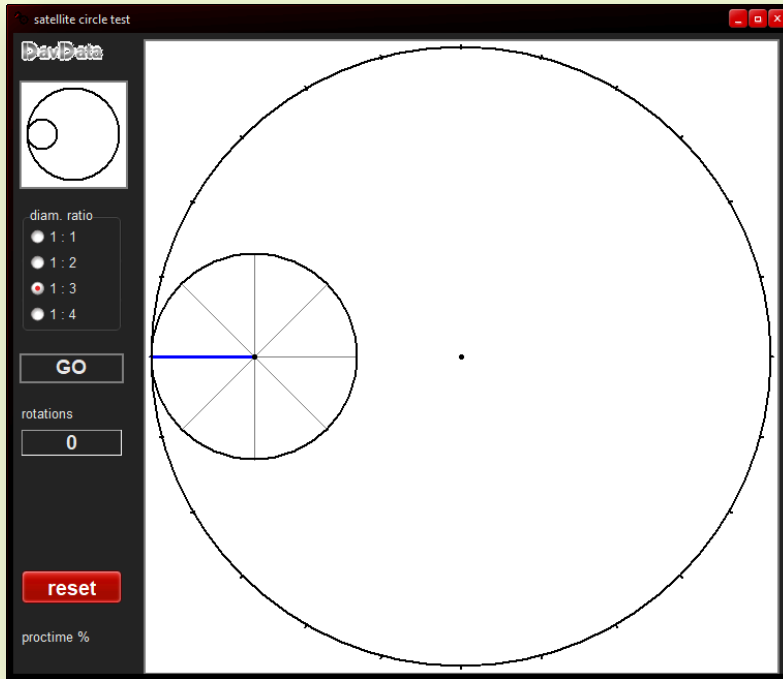 satellite circle test
DavData
diam. ratio
1 : 1
1 : 2
1 : 3
1 : 4
GO
rotations
0
reset
proctime %